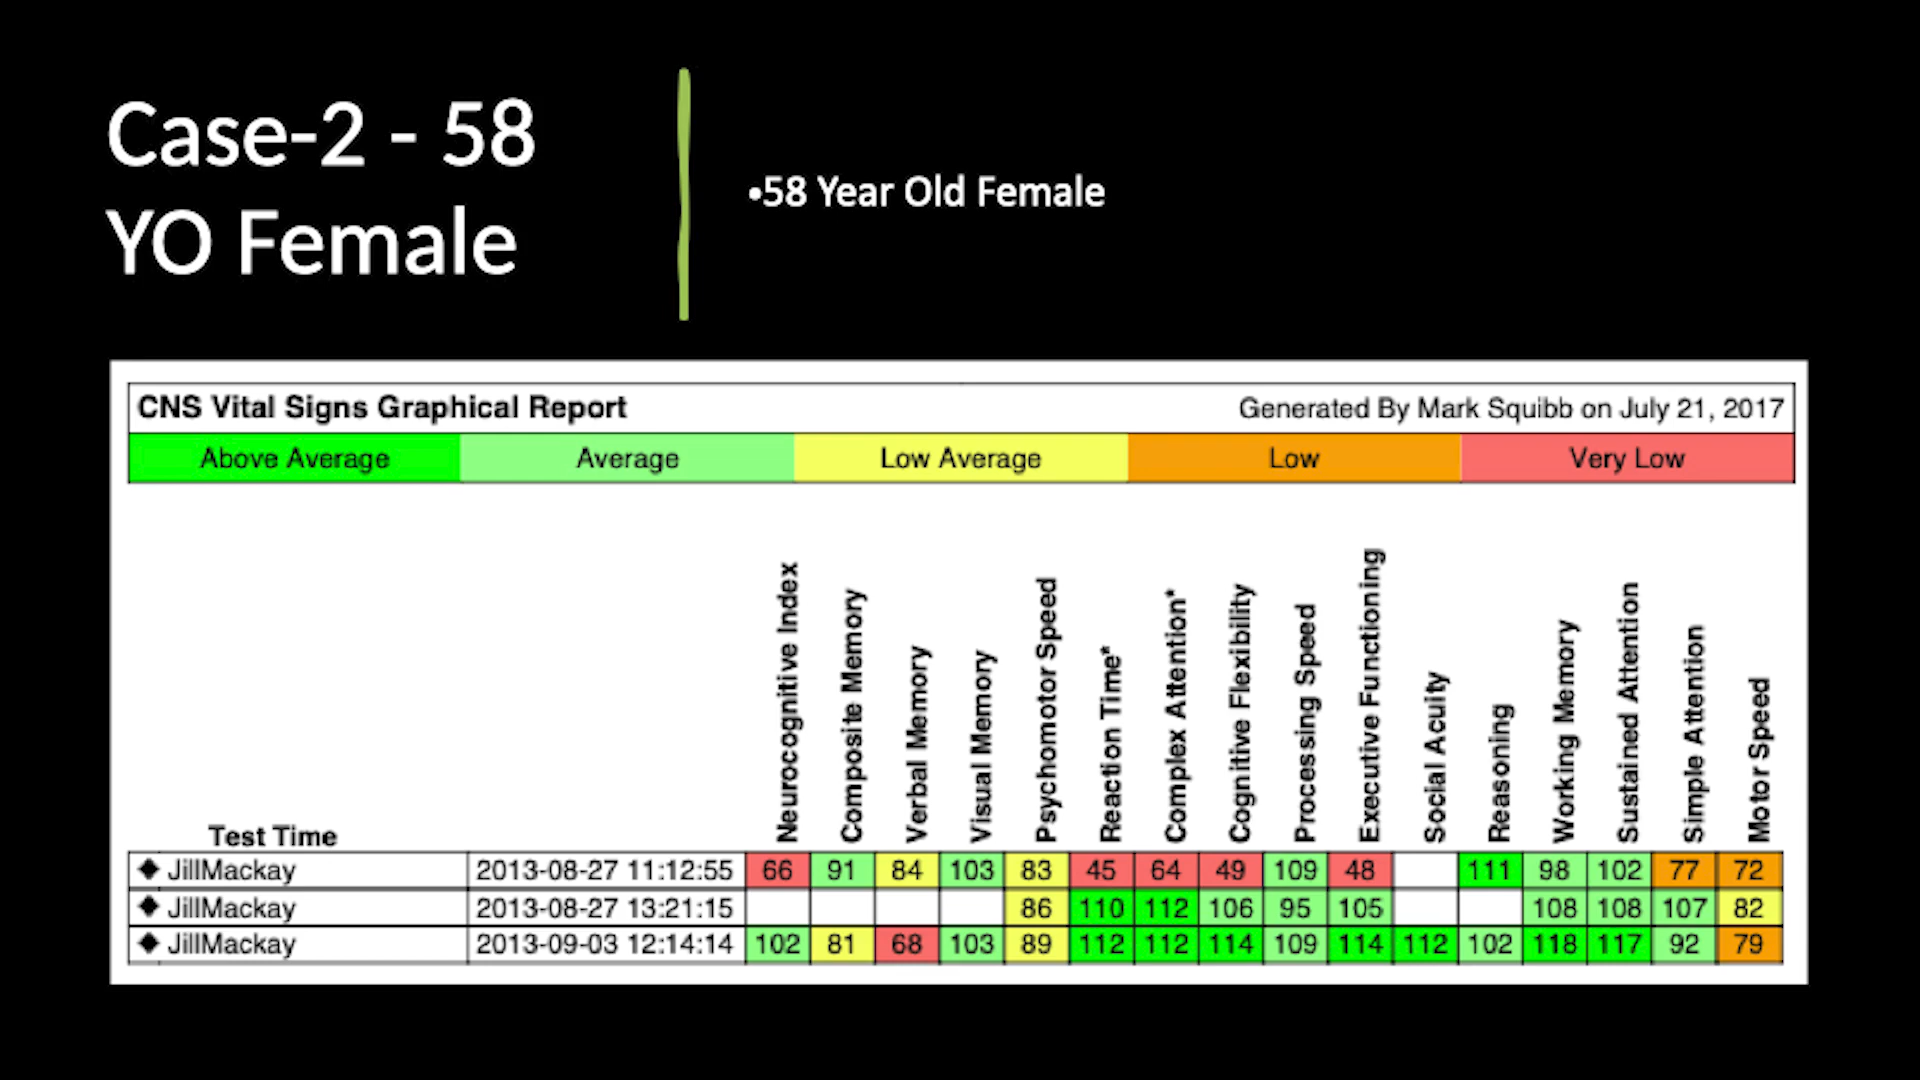 Case-2 - 58
YO Female
•58 Year Old Female
CNS Vital Signs Graphical Report Generated By Mark Squibb on July 21, 2017
Above Average Average Low Average Low Very Low
Test Time Neurocognitive Index Composite Memory Verbal Memory Visual Memory Psychomotor Speed Reaction Time* Complex Attention* Cognitive Flexibility Processing Speed Executive Functioning Social Acuity Reasoning Working Memory Sustained Attention Simple Attention Motor Speed
◆ JillMackay 2013-08-27 11:12:55 66 91 84 103 83 45 64 49 109 48 111 98 102 77 72
◆ JillMackay 2013-08-27 13:21:15 86 110 112 106 95 105 108 108 107 82
◆ JillMackay 2013-09-03 12:14:14 102 81 68 103 89 112 112 114 109 114 112 102 118 117 92 79